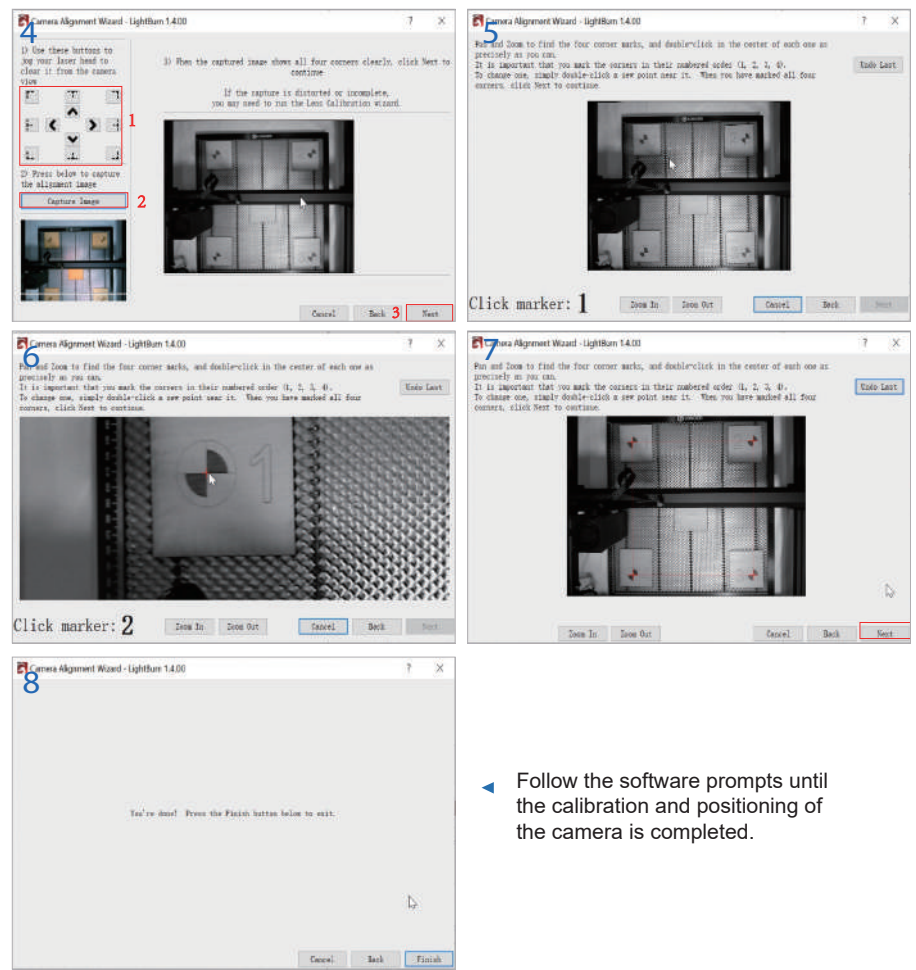 4
Camera Alignment Wizard - LightBurn 1.4.00
? X
1) Use these buttons to
jog your laser head to
clear it from the camera
view
1
2) Press below to capture
the alignment image
Capture Image
2
3) When the captured image shows all four corners clearly, click Next to
continue
If the capture is distorted or incomplete,
you may need to run the Lens Calibration wizard.
Cancel Back 3 Next
5
Camera Alignment Wizard - LightBurn 1.4.00
? X
Pan and Zoom to find the four corner marks, and double-click in the center of each one as
precisely as you can.
It is important that you mark the corners in their numbered order (1, 2, 3, 4).
To change one, simply double-click a new point near it. When you have marked all four
corners, click Next to continue.
Undo Last
Click marker: 1 Zoom In Zoom Out Cancel Back Next
6
Camera Alignment Wizard - LightBurn 1.4.00
? X
Pan and Zoom to find the four corner marks, and double-click in the center of each one as
precisely as you can.
It is important that you mark the corners in their numbered order (1, 2, 3, 4).
To change one, simply double-click a new point near it. When you have marked all four
corners, click Next to continue.
Undo Last
1
Click marker: 2 Zoom In Zoom Out Cancel Back Next
7
Camera Alignment Wizard - LightBurn 1.4.00
? X
Pan and Zoom to find the four corner marks, and double-click in the center of each one as
precisely as you can.
It is important that you mark the corners in their numbered order (1, 2, 3, 4).
To change one, simply double-click a new point near it. When you have marked all four
corners, click Next to continue.
Undo Last
Zoom In Zoom Out Cancel Back Next
8
Camera Alignment Wizard - LightBurn 1.4.00
? X
You're done! Press the Finish button below to exit.
Cancel Back Finish
Follow the software prompts until
the calibration and positioning of
the camera is completed.